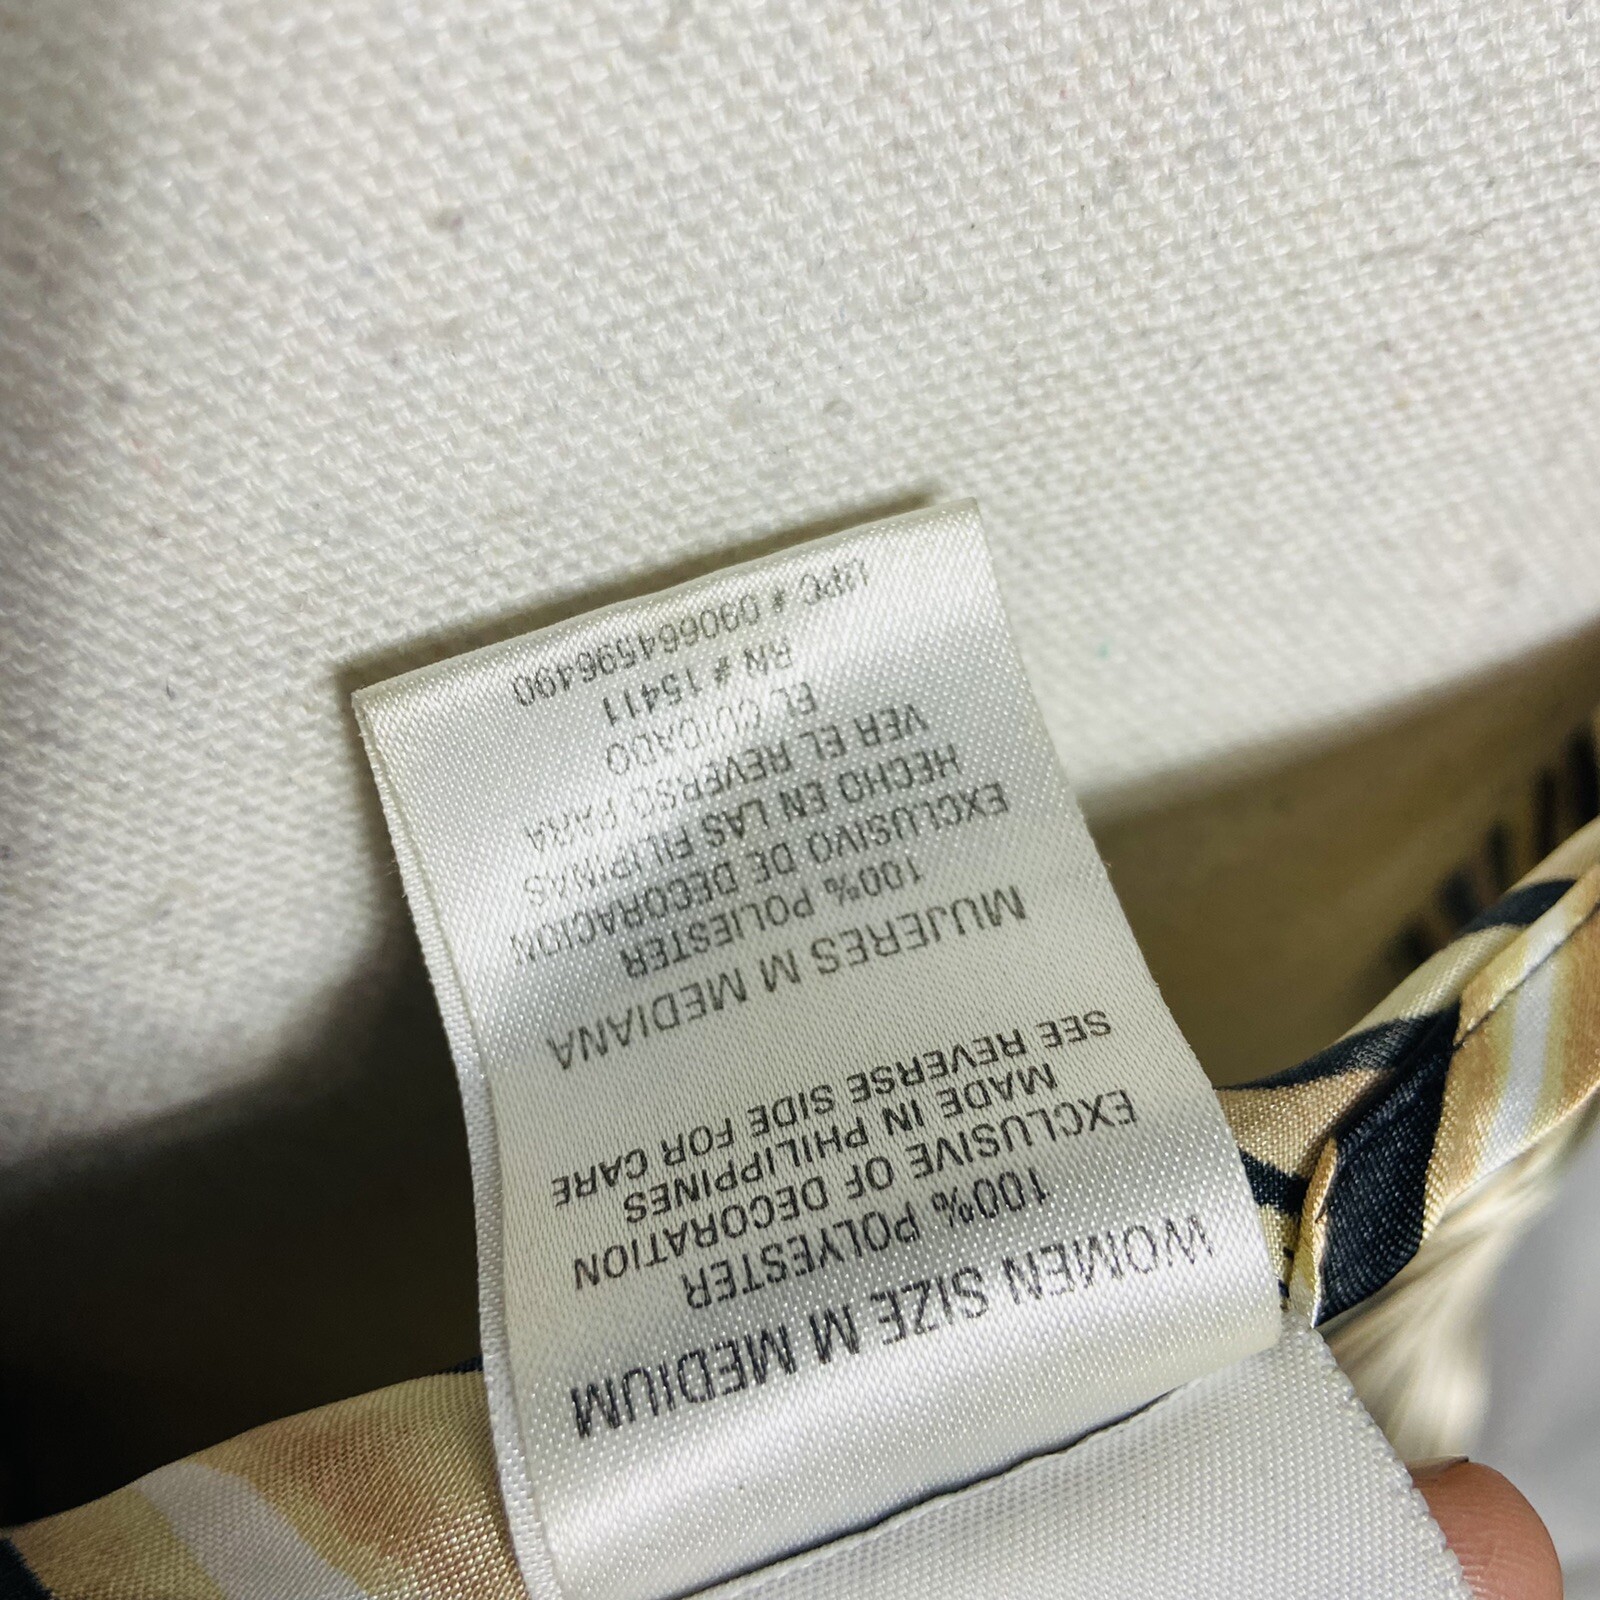 WOMEN SIZE M MEDIUM
100% POLYESTER
EXCLUSIVE OF DECORATION
MADE IN PHILIPPINES
SEE REVERSE SIDE FOR CARE
MUJERES M MEDIANA
100% POLIESTER
EXCLUSIVO DE DECORACION
HECHO EN LAS FILIPINAS
VER EL REVERSO PARA
EL CUIDADO
RN # 15411
UPC # 090664596490